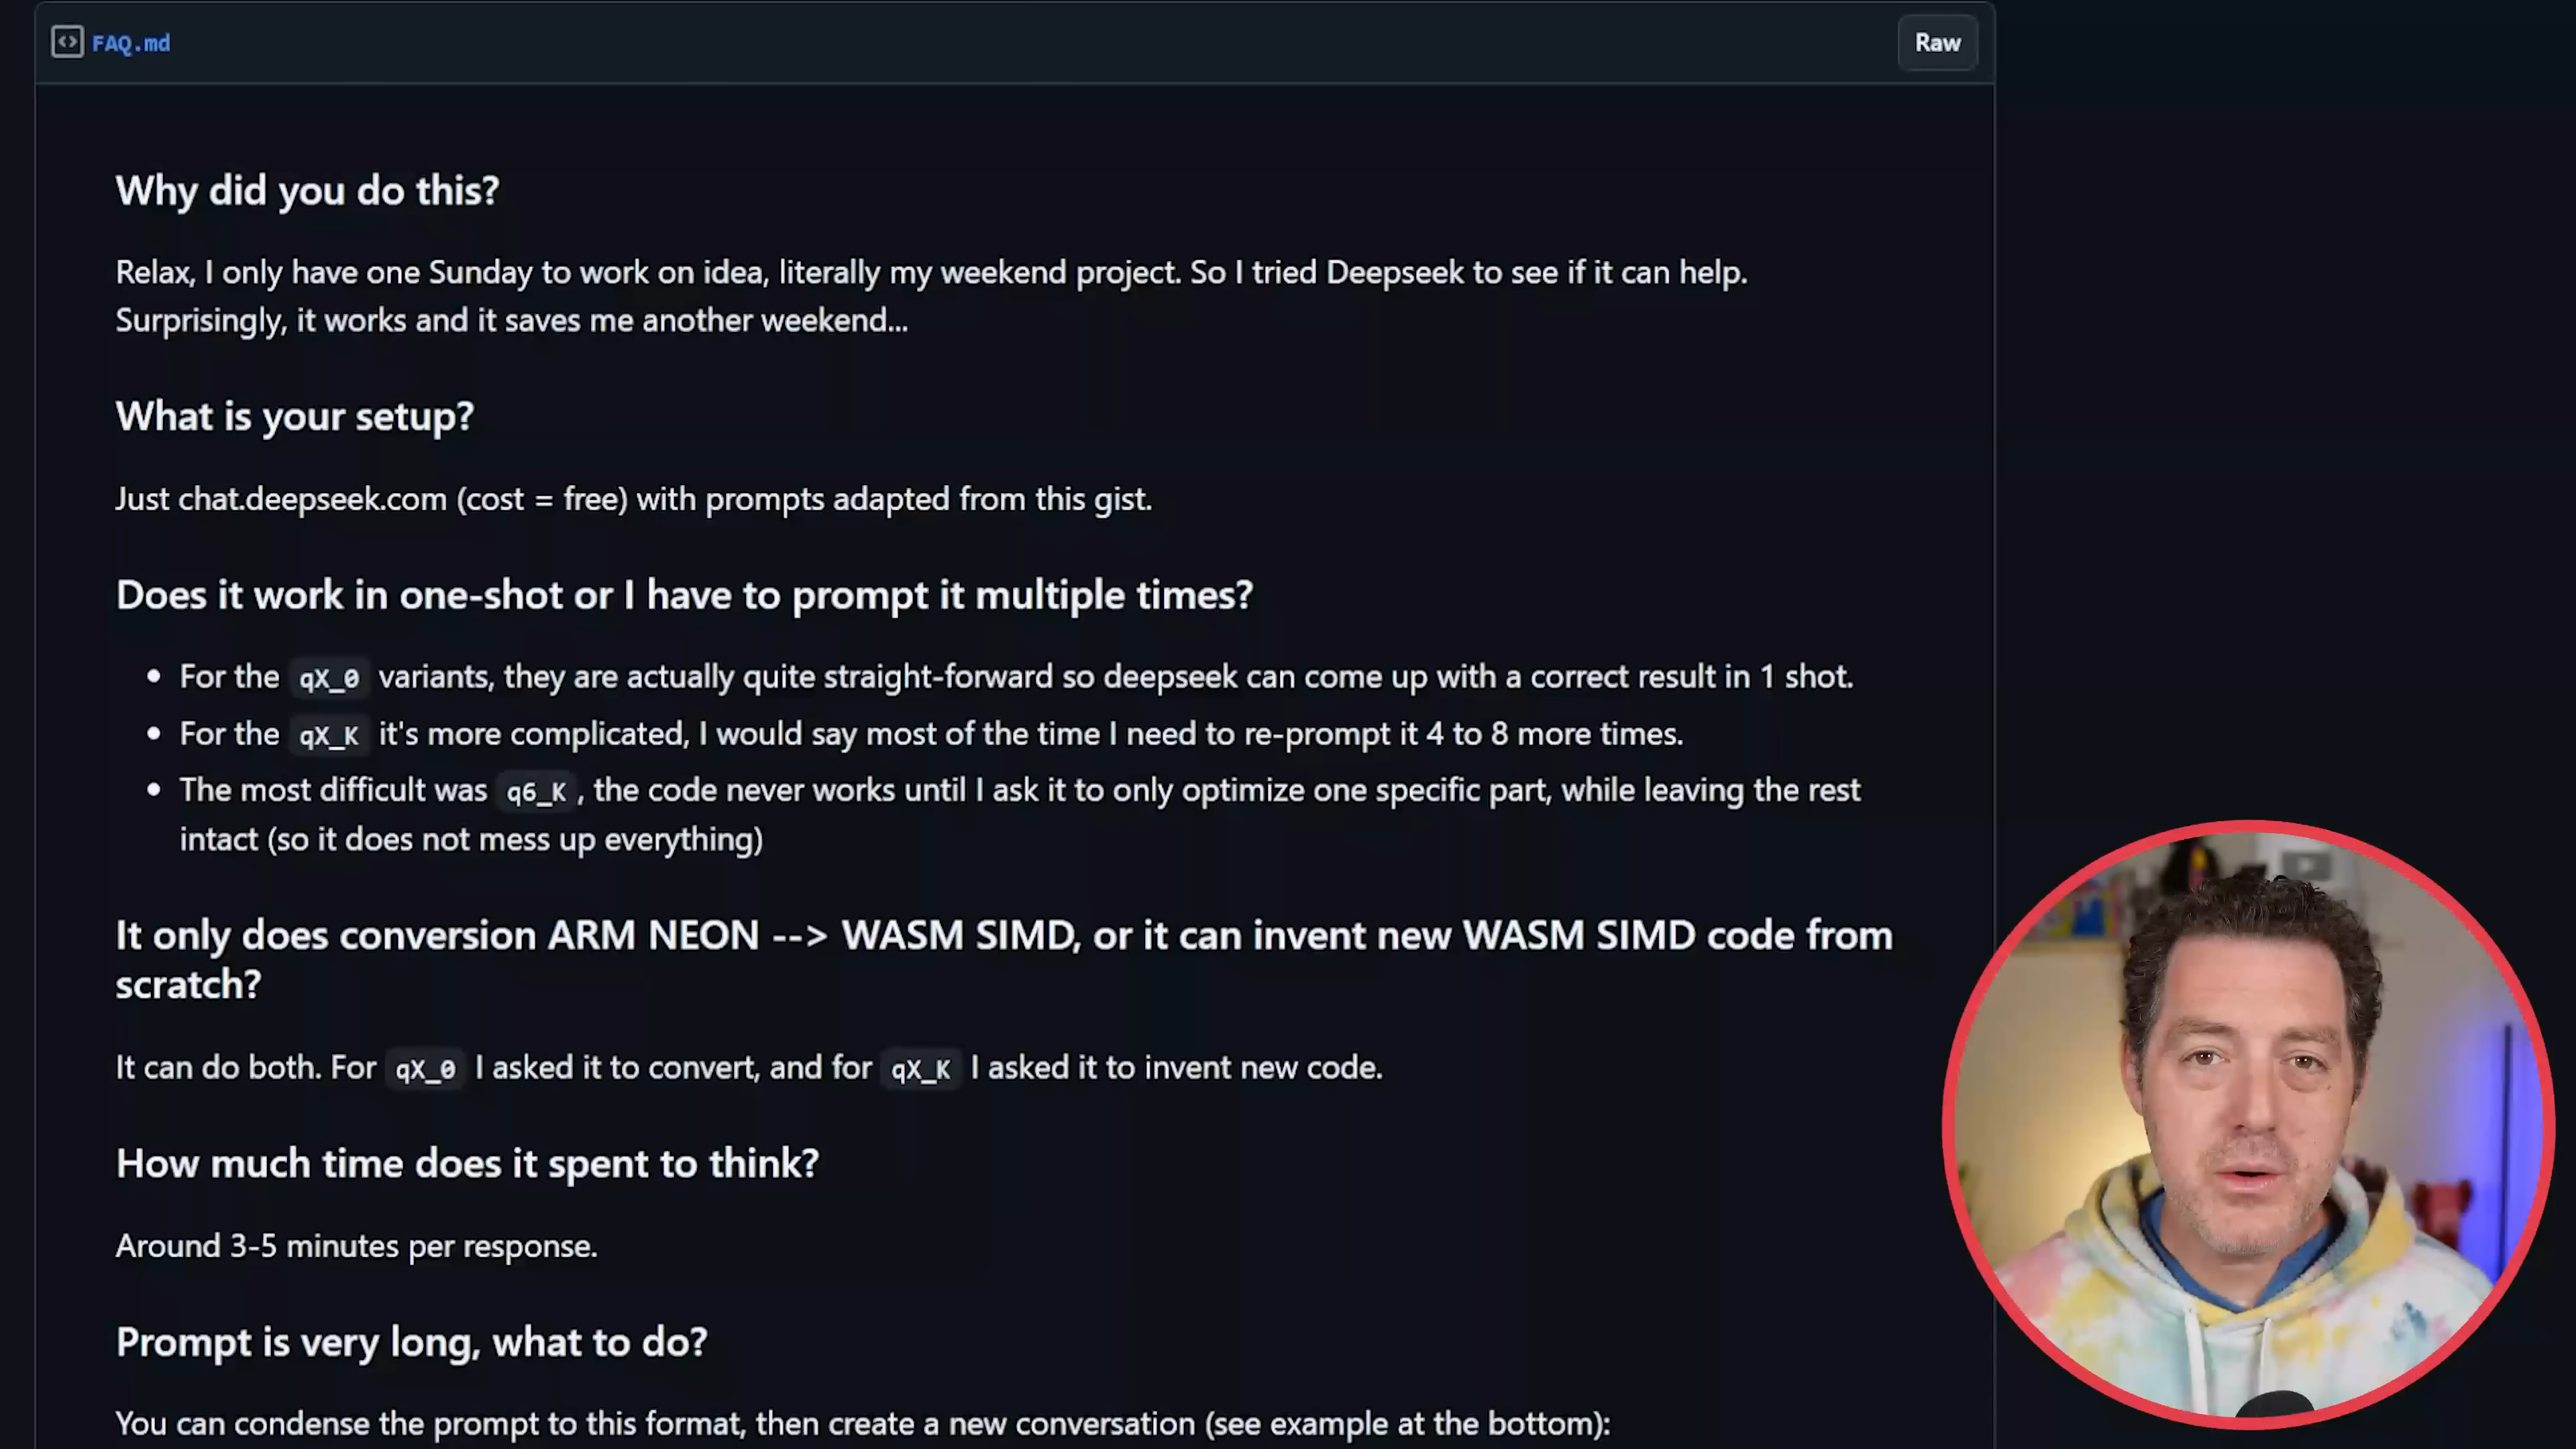 FAQ.md
Raw
Why did you do this?
Relax, I only have one Sunday to work on idea, literally my weekend project. So I tried Deepseek to see if it can help.
Surprisingly, it works and it saves me another weekend...
What is your setup?
Just chat.deepseek.com (cost = free) with prompts adapted from this gist.
Does it work in one-shot or I have to prompt it multiple times?
• For the qX_0 variants, they are actually quite straight-forward so deepseek can come up with a correct result in 1 shot.
• For the qX_K it's more complicated, I would say most of the time I need to re-prompt it 4 to 8 more times.
• The most difficult was q6_K, the code never works until I ask it to only optimize one specific part, while leaving the rest
intact (so it does not mess up everything)
It only does conversion ARM NEON --> WASM SIMD, or it can invent new WASM SIMD code from
scratch?
It can do both. For qX_0 I asked it to convert, and for qX_K I asked it to invent new code.
How much time does it spent to think?
Around 3-5 minutes per response.
Prompt is very long, what to do?
You can condense the prompt to this format, then create a new conversation (see example at the bottom):